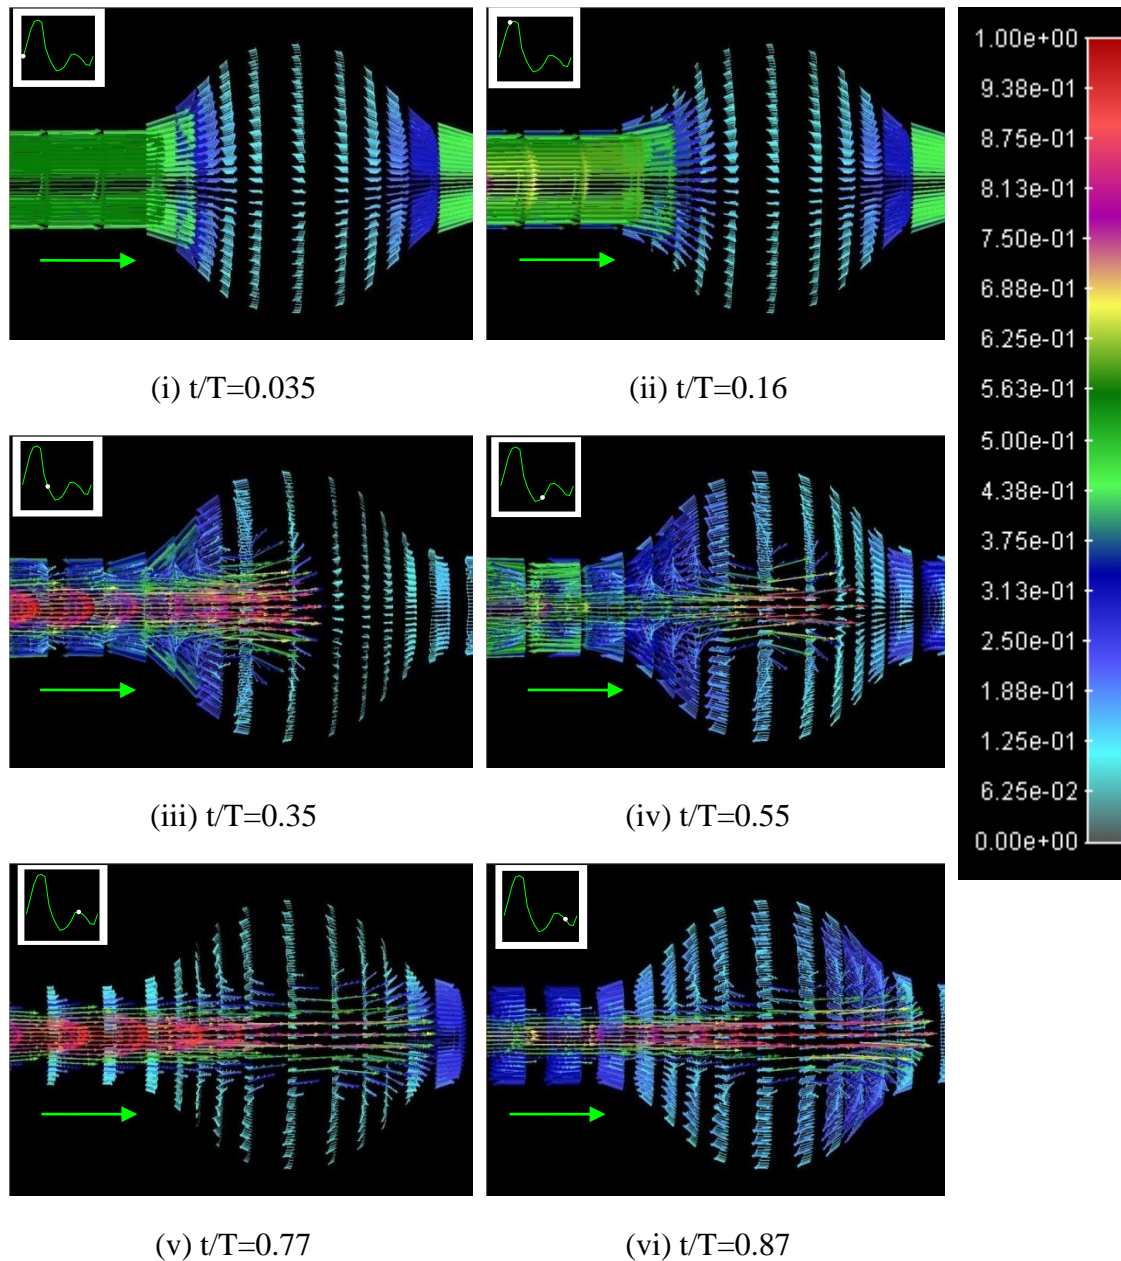 (i) t/T=0.035
(ii) t/T=0.16
(iii) t/T=0.35
(iv) t/T=0.55
(v) t/T=0.77
(vi) t/T=0.87
1.00e+00
9.38e-01
8.75e-01
8.13e-01
7.50e-01
6.88e-01
6.25e-01
5.63e-01
5.00e-01
4.38e-01
3.75e-01
3.13e-01
2.50e-01
1.88e-01
1.25e-01
6.25e-02
0.00e+00